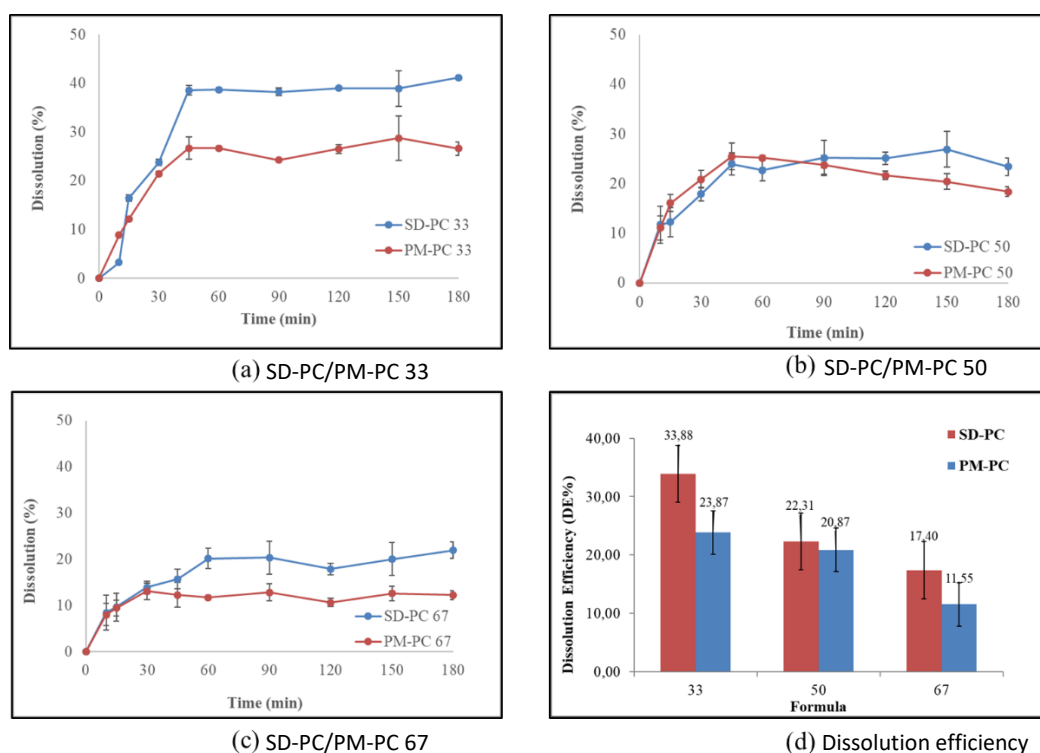 50
40
30
20
10
0
Dissolution (%)
SD-PC 33
PM-PC 33
0 30 60 90 120 150 180
Time (min)
(a) SD-PC/PM-PC 33
50
40
30
20
10
0
Dissolution (%)
SD-PC 50
PM-PC 50
0 30 60 90 120 150 180
Time (min)
(b) SD-PC/PM-PC 50
50
40
30
20
10
0
Dissolution (%)
SD-PC 67
PM-PC 67
0 30 60 90 120 150 180
Time (min)
(c) SD-PC/PM-PC 67
40,00
30,00
20,00
10,00
0,00
Dissolution Efficiency (DE%)
33,88
23,87
22,31
20,87
17,40
11,55
SD-PC
PM-PC
33 50 67
Formula
(d) Dissolution efficiency